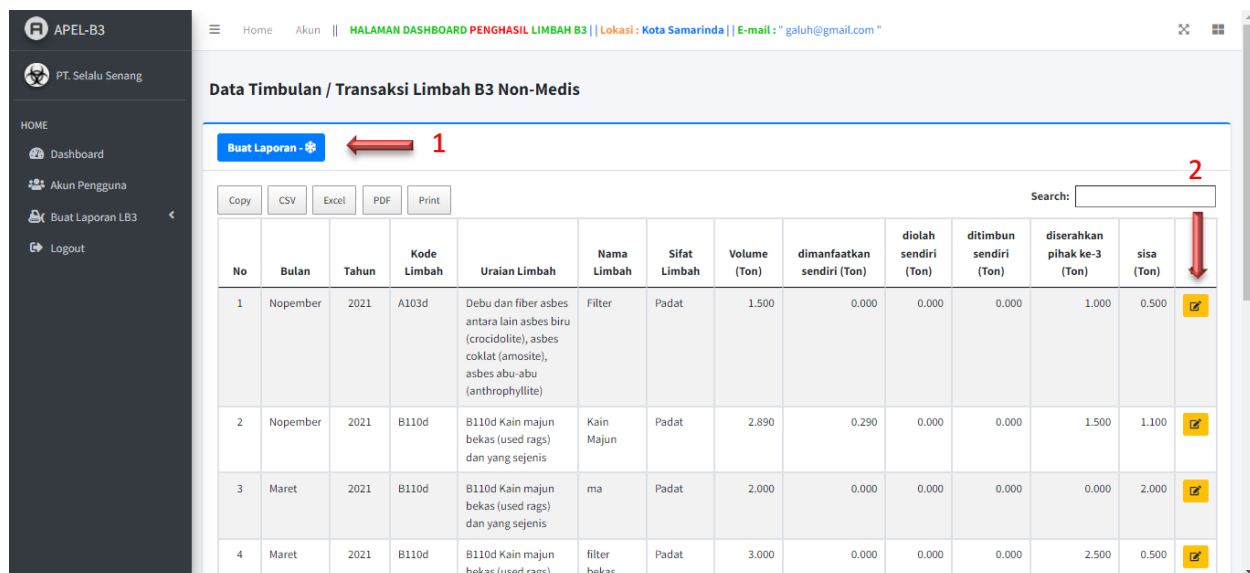 APEL-B3
Home Akun || HALAMAN DASHBOARD PENGHASIL LIMBAH B3 || Lokasi : Kota Samarinda || E-mail : " galuh@gmail.com "
PT. Selalu Senang
HOME
Dashboard
Akun Pengguna
Buat Laporan LB3
Logout
Data Timbulan / Transaksi Limbah B3 Non-Medis
Buat Laporan -
1
2
Copy CSV Excel PDF Print
Search:
No Bulan Tahun Kode Limbah Uraian Limbah Nama Limbah Sifat Limbah Volume (Ton) dimanfaatkan sendiri (Ton) diolah sendiri (Ton) ditimbun sendiri (Ton) diserahkan pihak ke-3 (Ton) sisa (Ton)
1 Nopember 2021 A103d Debu dan fiber asbes Filter Padat 1.500 0.000 0.000 0.000 1.000 0.500
antara lain asbes biru
(crocidolite), asbes
coklat (amosite),
asbes abu-abu
(anthrophyllite)
2 Nopember 2021 B110d B110d Kain majun Kain Padat 2.890 0.290 0.000 0.000 1.500 1.100
bekas (used rags) Majun
dan yang sejenis
3 Maret 2021 B110d B110d Kain majun ma Padat 2.000 0.000 0.000 0.000 0.000 2.000
bekas (used rags)
dan yang sejenis
4 Maret 2021 B110d B110d Kain majun filter Padat 3.000 0.000 0.000 0.000 2.500 0.500
bekas (used rags) bekas